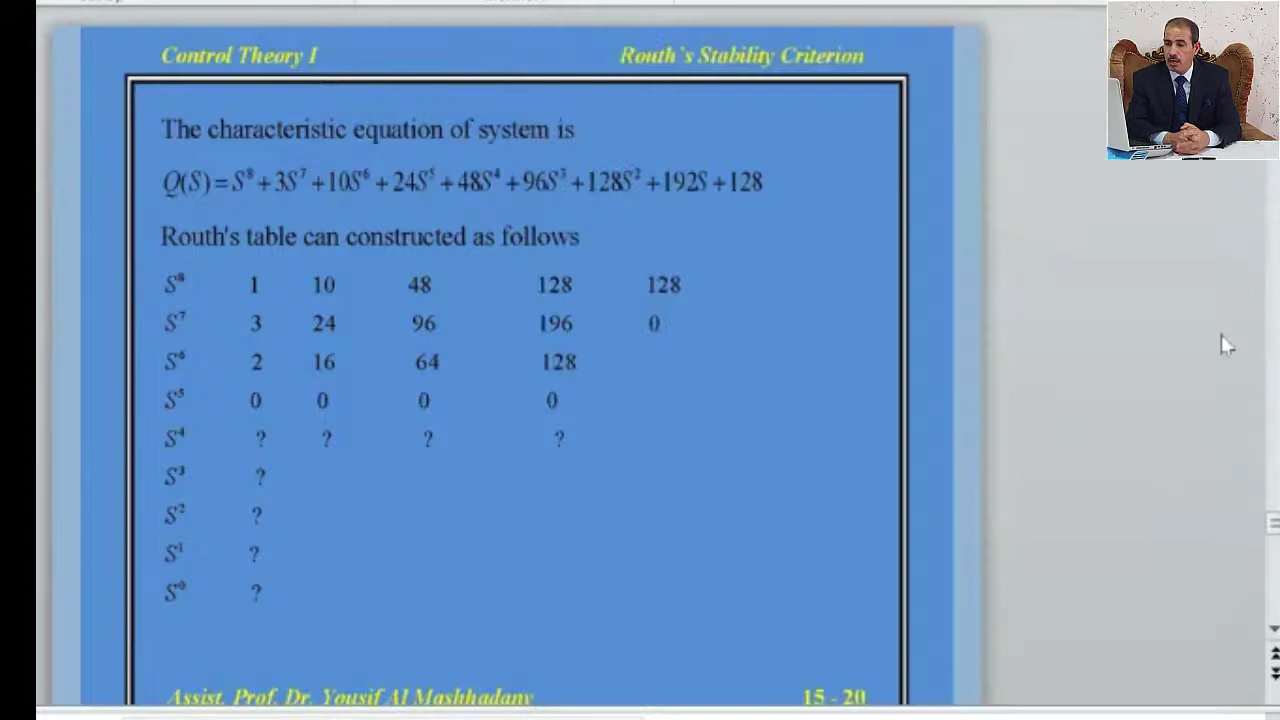 Control Theory I Routh`s Stability Criterion
The characteristic equation of system is
Q(S) = S⁸ + 3S⁷ + 10S⁶ + 24S⁵ + 48S⁴ + 96S³ + 128S² + 192S + 128
Routh's table can constructed as follows
S⁸ 1 10 48 128 128
S⁷ 3 24 96 196 0
S⁶ 2 16 64 128
S⁵ 0 0 0 0
S⁴ ? ? ? ?
S³ ?
S² ?
S¹ ?
S⁰ ?
Assist. Prof. Dr. Yousif Al Mashhadany 15 - 20